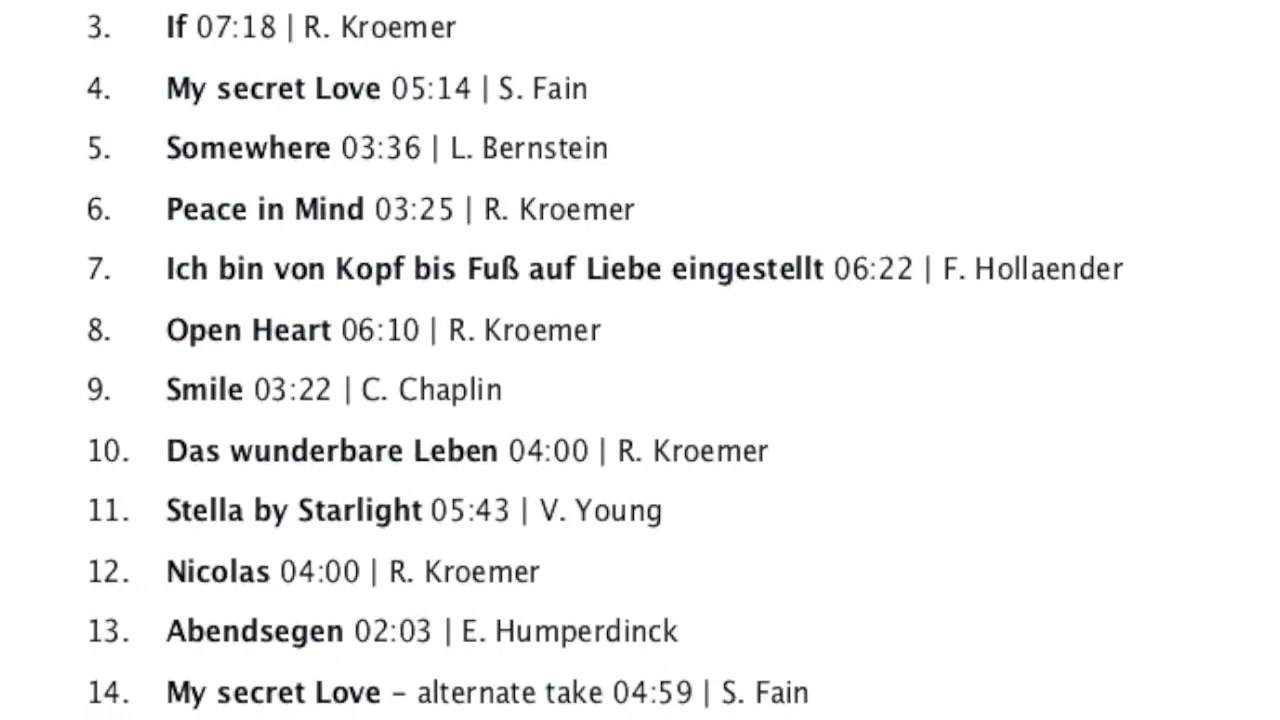 3. If 07:18 | R. Kroemer
4. My secret Love 05:14 | S. Fain
5. Somewhere 03:36 | L. Bernstein
6. Peace in Mind 03:25 | R. Kroemer
7. Ich bin von Kopf bis Fuß auf Liebe eingestellt 06:22 | F. Hollaender
8. Open Heart 06:10 | R. Kroemer
9. Smile 03:22 | C. Chaplin
10. Das wunderbare Leben 04:00 | R. Kroemer
11. Stella by Starlight 05:43 | V. Young
12. Nicolas 04:00 | R. Kroemer
13. Abendsegen 02:03 | E. Humperdinck
14. My secret Love – alternate take 04:59 | S. Fain